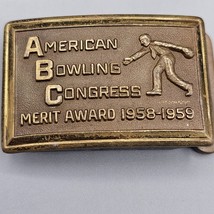 AMERICAN
BOWLING
CONGRESS
MERIT AWARD 1958-1959